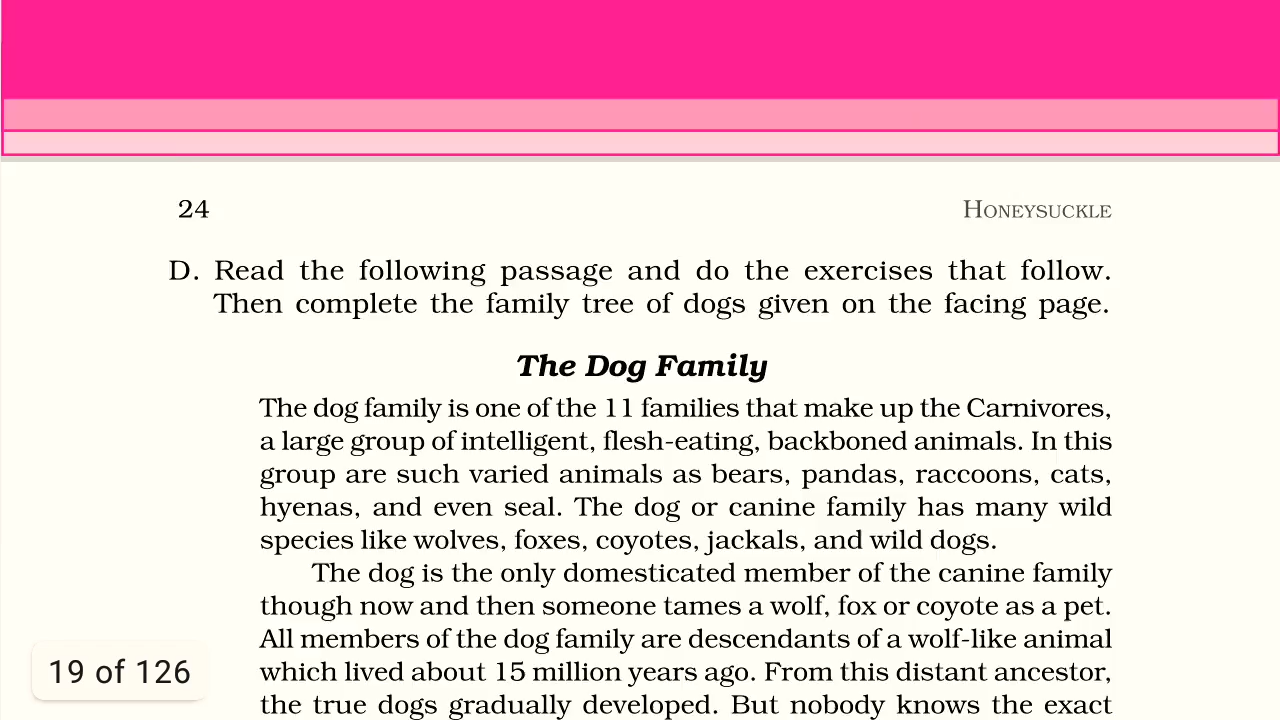 24
HONEYSUCKLE
D. Read the following passage and do the exercises that follow.
Then complete the family tree of dogs given on the facing page.
The Dog Family
The dog family is one of the 11 families that make up the Carnivores,
a large group of intelligent, flesh-eating, backboned animals. In this
group are such varied animals as bears, pandas, raccoons, cats,
hyenas, and even seal. The dog or canine family has many wild
species like wolves, foxes, coyotes, jackals, and wild dogs.
The dog is the only domesticated member of the canine family
though now and then someone tames a wolf, fox or coyote as a pet.
All members of the dog family are descendants of a wolf-like animal
which lived about 15 million years ago. From this distant ancestor,
the true dogs gradually developed. But nobody knows the exact
19 of 126